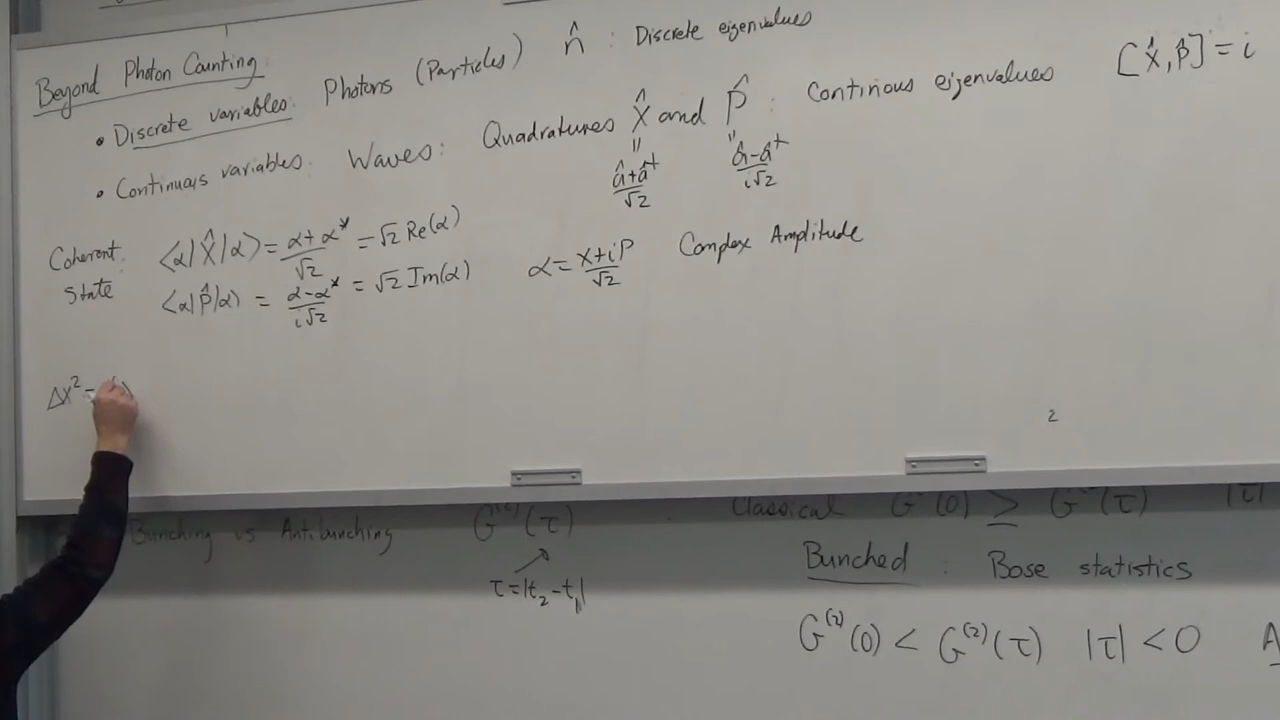 Beyond Photon Counting:
• Discrete variables: Photons (Particles) n̂ : Discrete eigenvalues
[X̂, P̂] = i
• Continuous variables: Waves: Quadratures X̂ and P̂ : Continous eigenvalues
" "
(â+â†)/√2 (â-â†)/i√2
Coherent State
⟨α|X̂|α⟩ = (α+α*)/√2 = √2 Re(α)
⟨α|P̂|α⟩ = (α-α*)/i√2 = √2 Im(α)
α = (x+iP)/√2 Complex Amplitude
ΔX² =
2
Bunching vs Antibunching G⁽²⁾(τ)
τ=|t₂-t₁|
Classical G (0) ≥ G (τ) |τ|
Bunched : Bose statistics
G⁽²⁾(0) < G⁽²⁾(τ) |τ| < 0 A